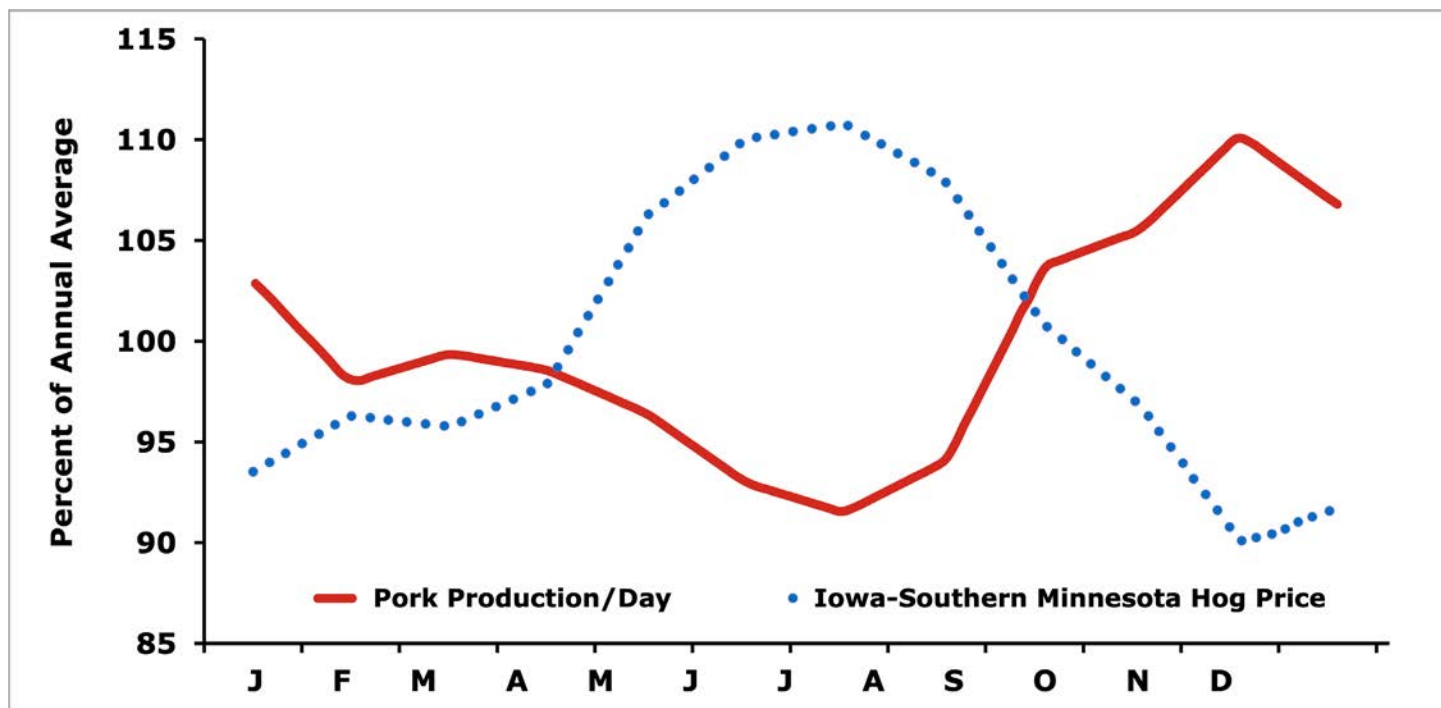 Percent of Annual Average
115
110
105
100
95
90
85
Pork Production/Day
Iowa-Southern Minnesota Hog Price
J F M A M J J A S O N D